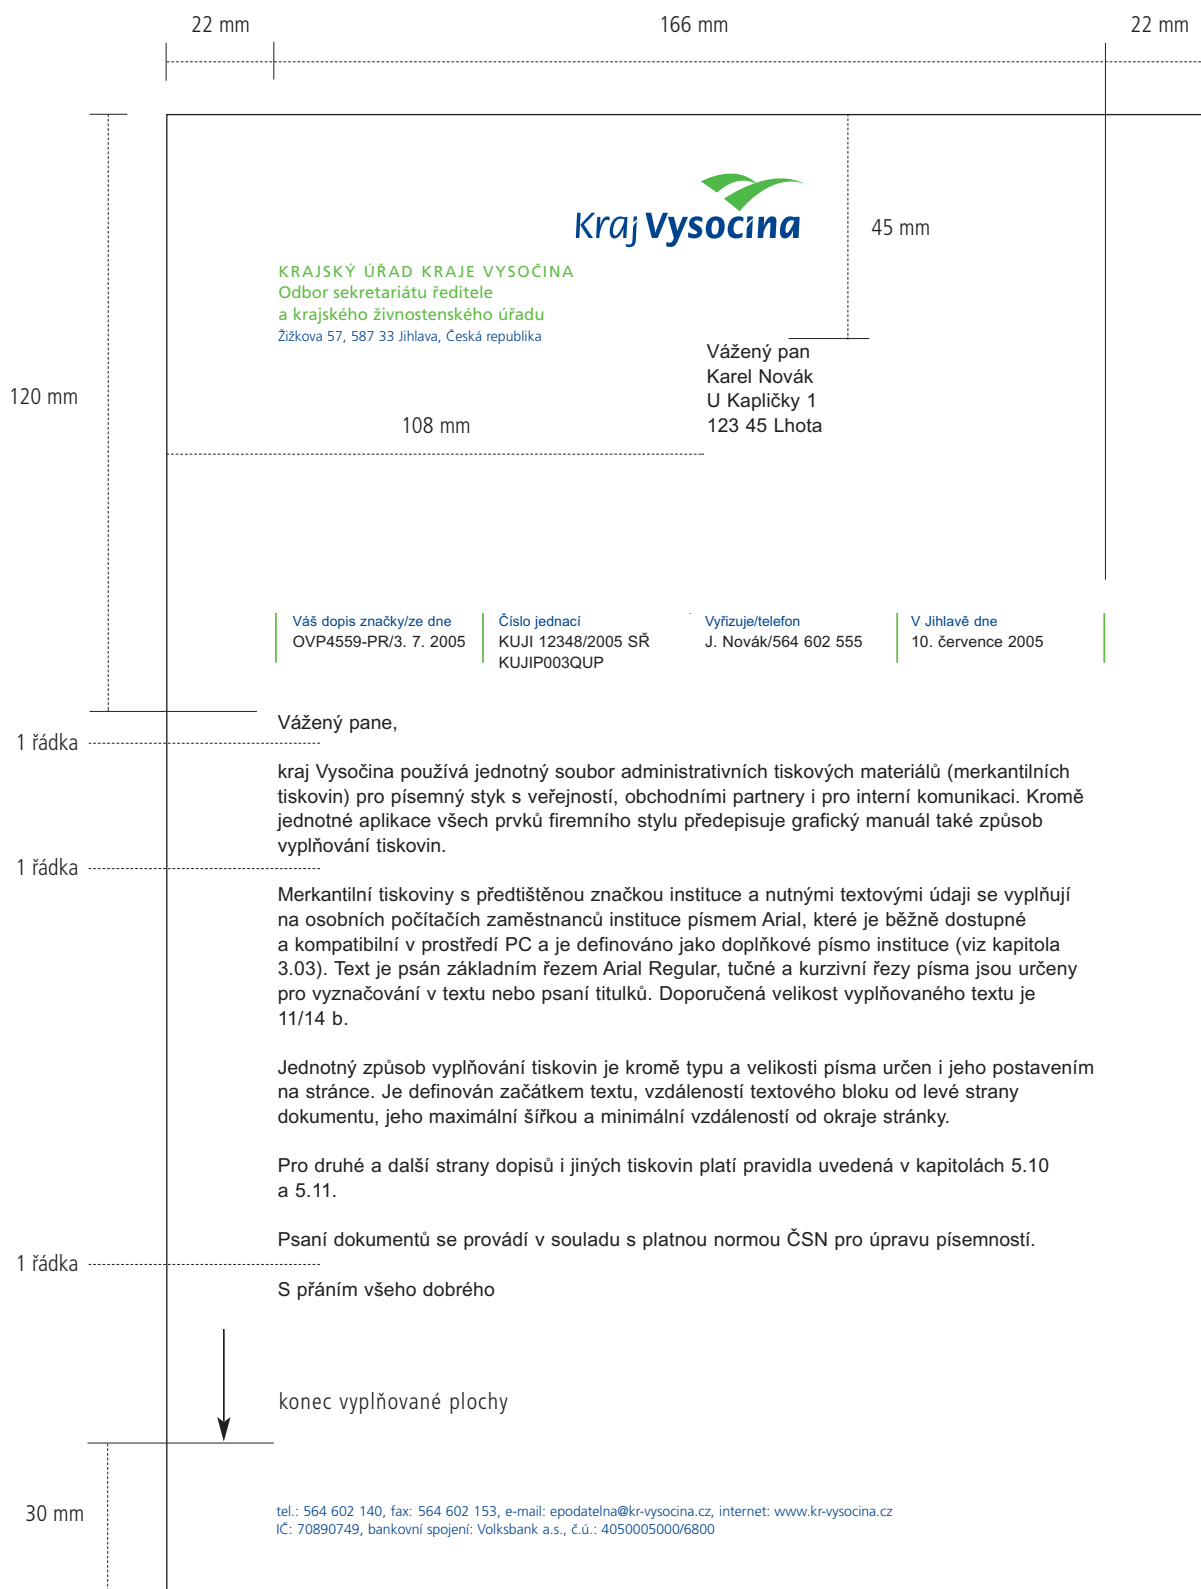 22 mm
166 mm
22 mm
Kraj Vysočina
45 mm
KRAJSKÝ ÚŘAD KRAJE VYSOČINA
Odbor sekretariátu ředitele
a krajského živnostenského úřadu
Žižkova 57, 587 33 Jihlava, Česká republika
Vážený pan
Karel Novák
U Kapličky 1
123 45 Lhota
120 mm
108 mm
Váš dopis značky/ze dne
OVP4559-PR/3. 7. 2005
Číslo jednací
KUJI 12348/2005 SŘ
KUJIP003QUP
Vyřizuje/telefon
J. Novák/564 602 555
V Jihlavě dne
10. července 2005
Vážený pane,
1 řádka
kraj Vysočina používá jednotný soubor administrativních tiskových materiálů (merkantilních
tiskovin) pro písemný styk s veřejností, obchodními partnery i pro interní komunikaci. Kromě
jednotné aplikace všech prvků firemního stylu předepisuje grafický manuál také způsob
vyplňování tiskovin.
1 řádka
Merkantilní tiskoviny s předtištěnou značkou instituce a nutnými textovými údaji se vyplňují
na osobních počítačích zaměstnanců instituce písmem Arial, které je běžně dostupné
a kompatibilní v prostředí PC a je definováno jako doplňkové písmo instituce (viz kapitola
3.03). Text je psán základním řezem Arial Regular, tučné a kurzivní řezy písma jsou určeny
pro vyznačování v textu nebo psaní titulků. Doporučená velikost vyplňovaného textu je
11/14 b.
Jednotný způsob vyplňování tiskovin je kromě typu a velikosti písma určen i jeho postavením
na stránce. Je definován začátkem textu, vzdáleností textového bloku od levé strany
dokumentu, jeho maximální šířkou a minimální vzdáleností od okraje stránky.
Pro druhé a další strany dopisů i jiných tiskovin platí pravidla uvedená v kapitolách 5.10
a 5.11.
Psaní dokumentů se provádí v souladu s platnou normou ČSN pro úpravu písemností.
1 řádka
S přáním všeho dobrého
konec vyplňované plochy
30 mm
tel.: 564 602 140, fax: 564 602 153, e-mail: epodatelna@kr-vysocina.cz, internet: www.kr-vysocina.cz
IČ: 70890749, bankovní spojení: Volksbank a.s., č.ú.: 4050005000/6800